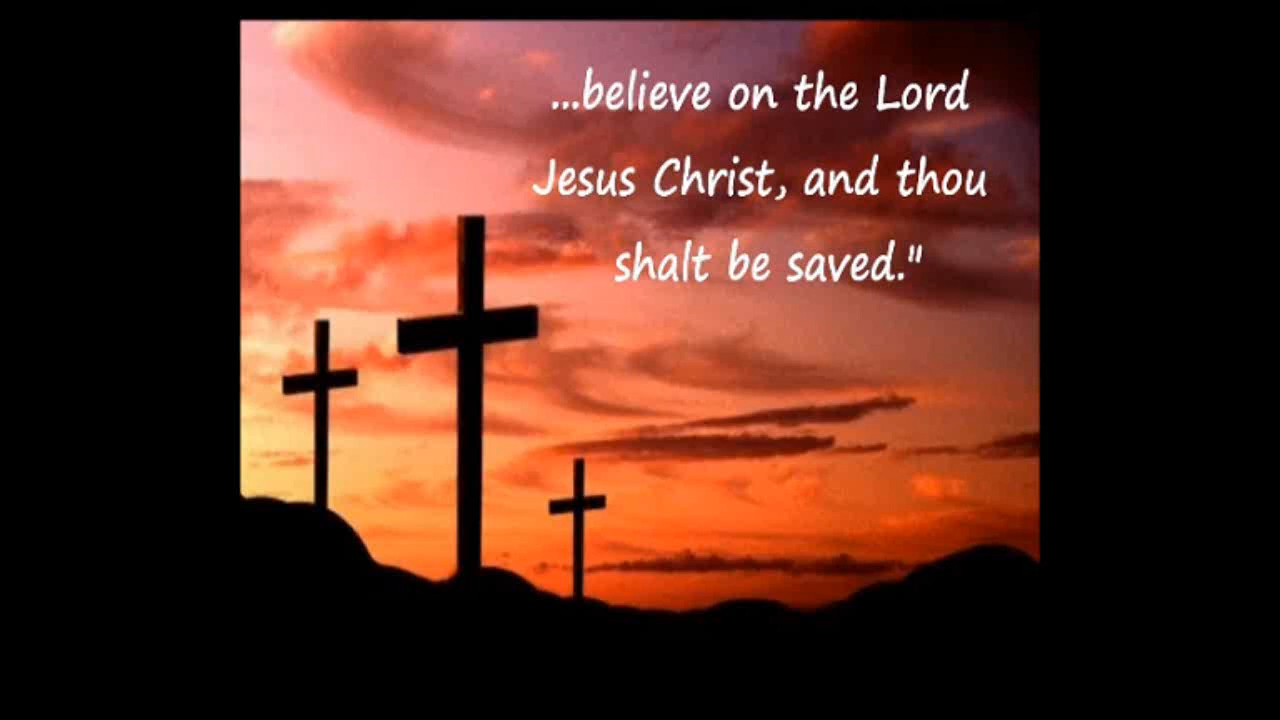 ...believe on the Lord
Jesus Christ, and thou
shalt be saved."